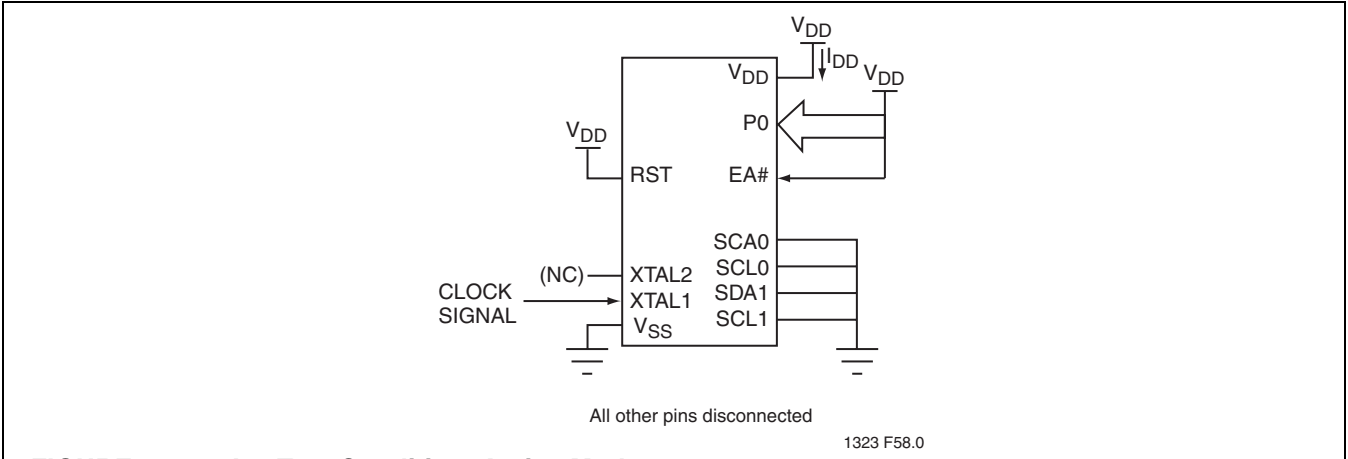 VDD
IDD
VDD
VDD
P0
VDD
RST
EA#
SCA0
SCL0
SDA1
SCL1
(NC)
XTAL2
CLOCK
SIGNAL
XTAL1
VSS
All other pins disconnected
1323 F58.0